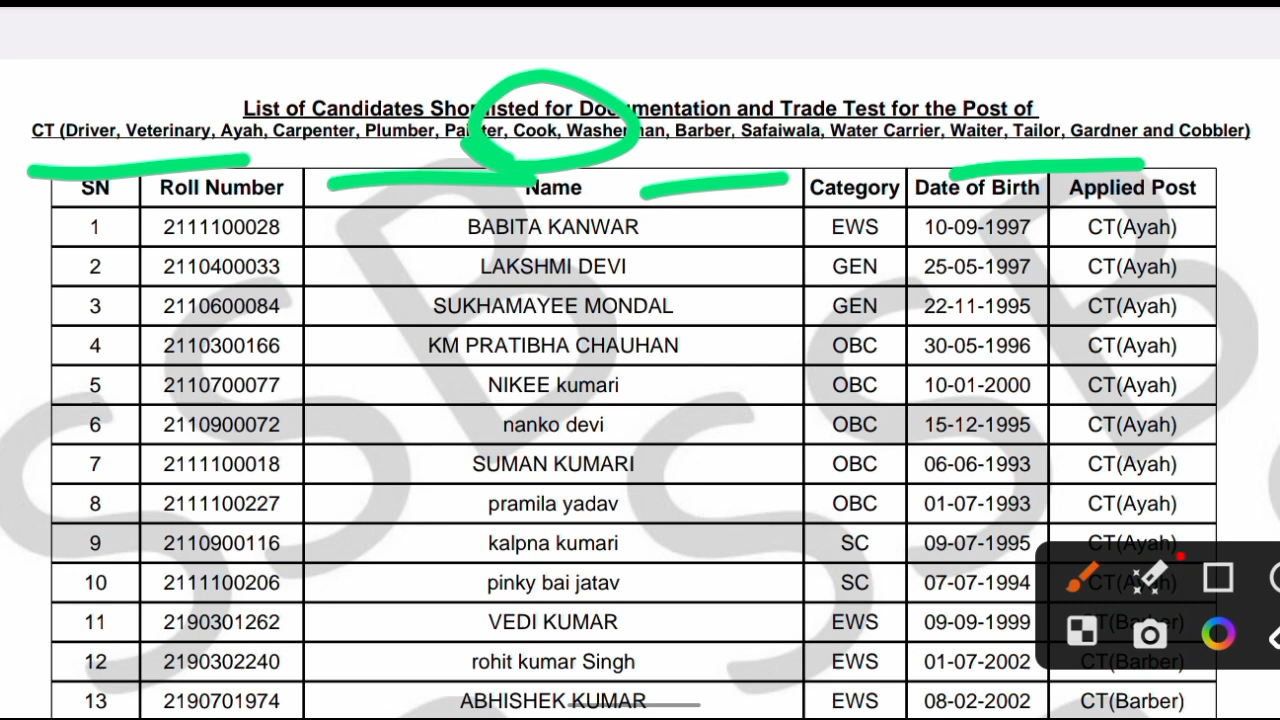 List of Candidates Shortlisted for Documentation and Trade Test for the Post of
CT (Driver, Veterinary, Ayah, Carpenter, Plumber, Painter, Cook, Washerman, Barber, Safaiwala, Water Carrier, Waiter, Tailor, Gardner and Cobbler)
SN Roll Number Name Category Date of Birth Applied Post
1 2111100028 BABITA KANWAR EWS 10-09-1997 CT(Ayah)
2 2110400033 LAKSHMI DEVI GEN 25-05-1997 CT(Ayah)
3 2110600084 SUKHAMAYEE MONDAL GEN 22-11-1995 CT(Ayah)
4 2110300166 KM PRATIBHA CHAUHAN OBC 30-05-1996 CT(Ayah)
5 2110700077 NIKEE kumari OBC 10-01-2000 CT(Ayah)
6 2110900072 nanko devi OBC 15-12-1995 CT(Ayah)
7 2111100018 SUMAN KUMARI OBC 06-06-1993 CT(Ayah)
8 2111100227 pramila yadav OBC 01-07-1993 CT(Ayah)
9 2110900116 kalpna kumari SC 09-07-1995 CT(Ayah)
10 2111100206 pinky bai jatav SC 07-07-1994 CT(Ayah)
11 2190301262 VEDI KUMAR EWS 09-09-1999 CT(Barber)
12 2190302240 rohit kumar Singh EWS 01-07-2002 CT(Barber)
13 2190701974 ABHISHEK KUMAR EWS 08-02-2002 CT(Barber)
SSB
SSB